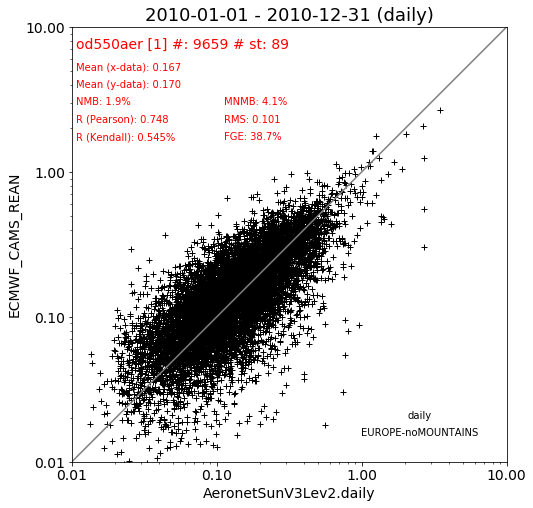 2010-01-01 - 2010-12-31 (daily)
10.00
od550aer [1] #: 9659 # st: 89
Mean (x-data): 0.167
Mean (y-data): 0.170
NMB: 1.9% MNMB: 4.1%
R (Pearson): 0.748 RMS: 0.101
R (Kendall): 0.545% FGE: 38.7%
1.00
ECMWF_CAMS_REAN
0.10
daily
EUROPE-noMOUNTAINS
0.01
0.01 0.10 1.00 10.00
AeronetSunV3Lev2.daily